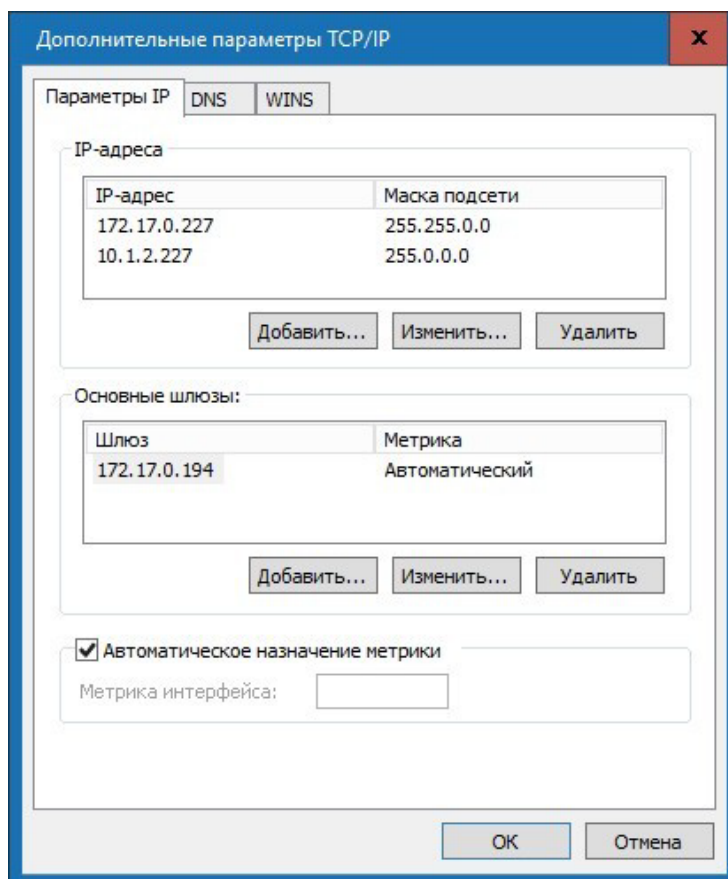 Дополнительные параметры TCP/IP
Параметры IP DNS WINS
IP-адреса
IP-адрес Маска подсети
172.17.0.227 255.255.0.0
10.1.2.227 255.0.0.0
Добавить... Изменить... Удалить
Основные шлюзы:
Шлюз Метрика
172.17.0.194 Автоматический
Добавить... Изменить... Удалить
Автоматическое назначение метрики
Метрика интерфейса:
ОК Отмена